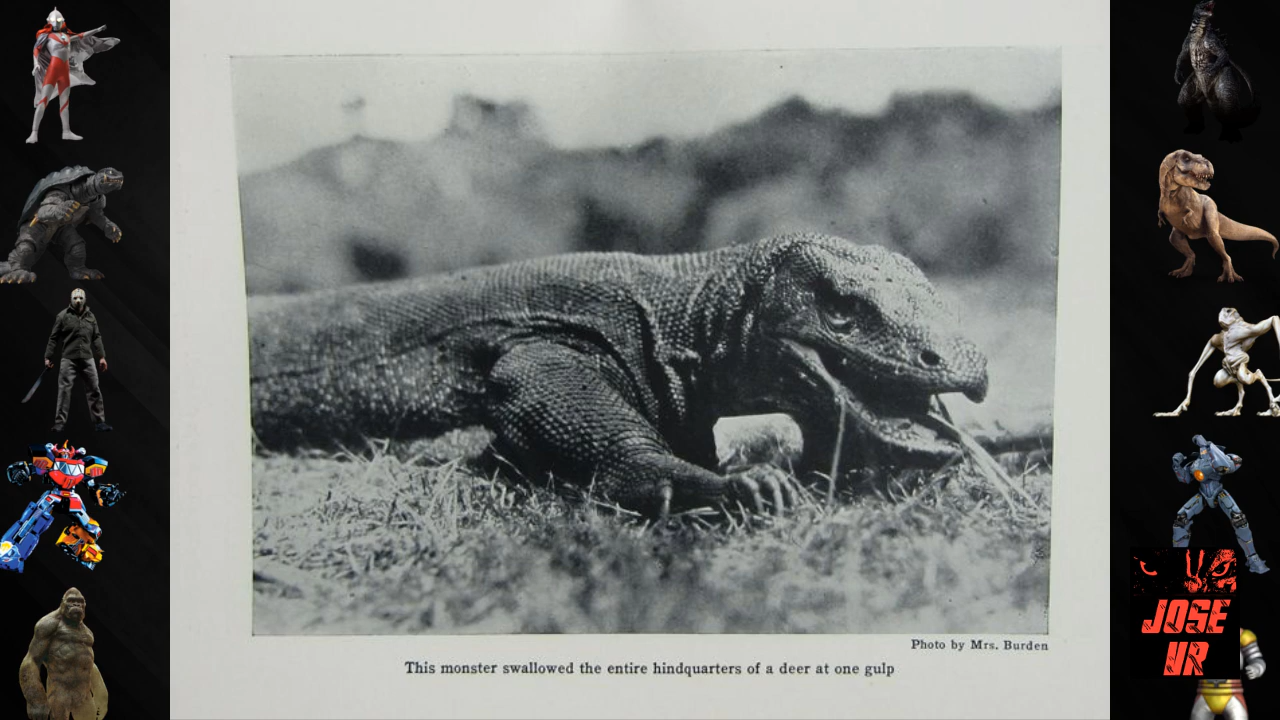 Photo by Mrs. Burden
This monster swallowed the entire hindquarters of a deer at one gulp
JOSE
UR